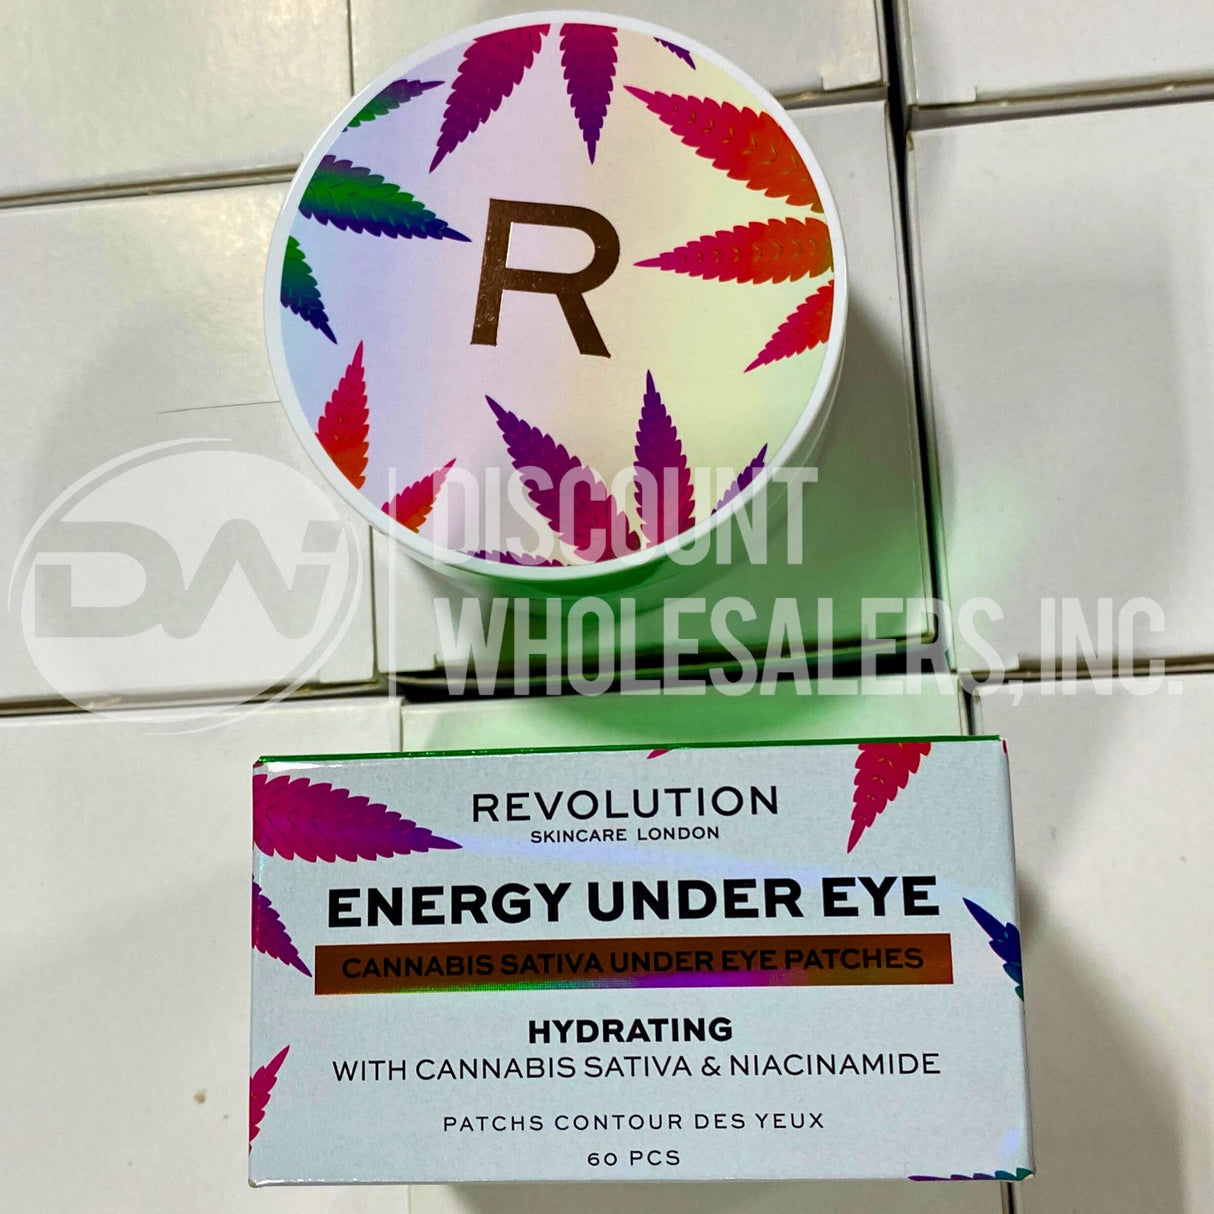 R
DW
DISCOUNT
WHOLESALERS, INC.
REVOLUTION
SKINCARE LONDON
ENERGY UNDER EYE
CANNABIS SATIVA UNDER EYE PATCHES
HYDRATING
WITH CANNABIS SATIVA & NIACINAMIDE
PATCHS CONTOUR DES YEUX
60 PCS